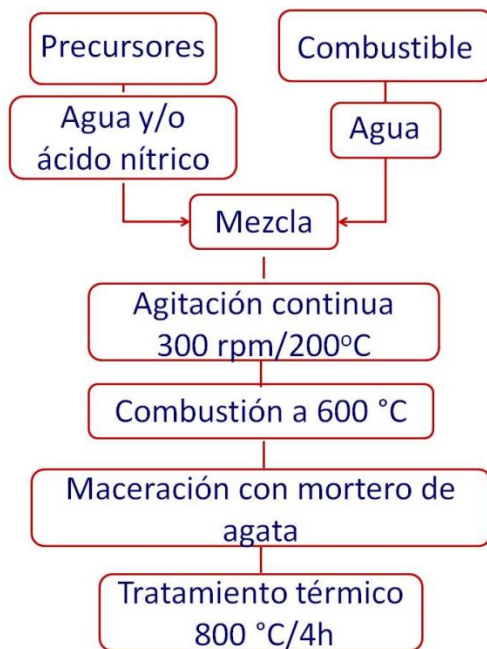 Precursores
Combustible
Agua y/o
ácido nítrico
Agua
Mezcla
Agitación continua
300 rpm/200°C
Combustión a 600 °C
Maceración con mortero de
agata
Tratamiento térmico
800 °C/4h